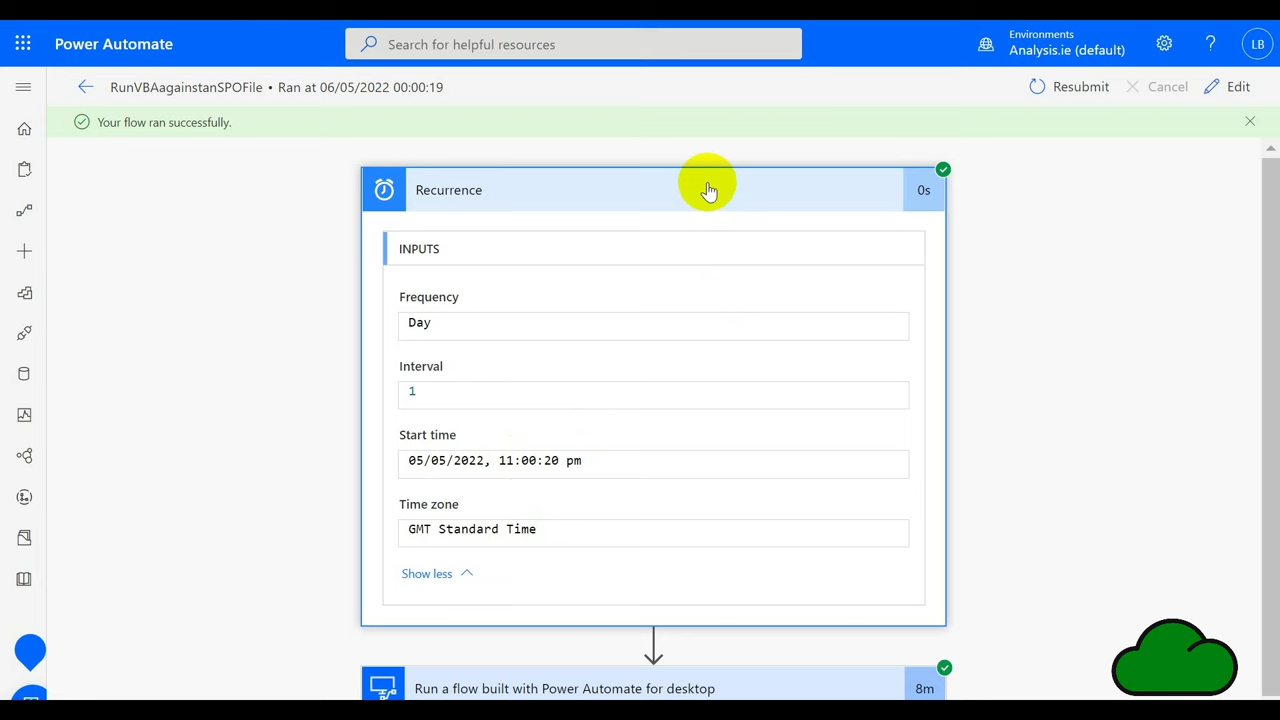 Power Automate
Search for helpful resources
Environments
Analysis.ie (default)
?
LB
RunVBAagainstanSPOFile • Ran at 06/05/2022 00:00:19
Resubmit
Cancel
Edit
Your flow ran successfully.
Recurrence
0s
INPUTS
Frequency
Day
Interval
1
Start time
05/05/2022, 11:00:20 pm
Time zone
GMT Standard Time
Show less
Run a flow built with Power Automate for desktop
8m